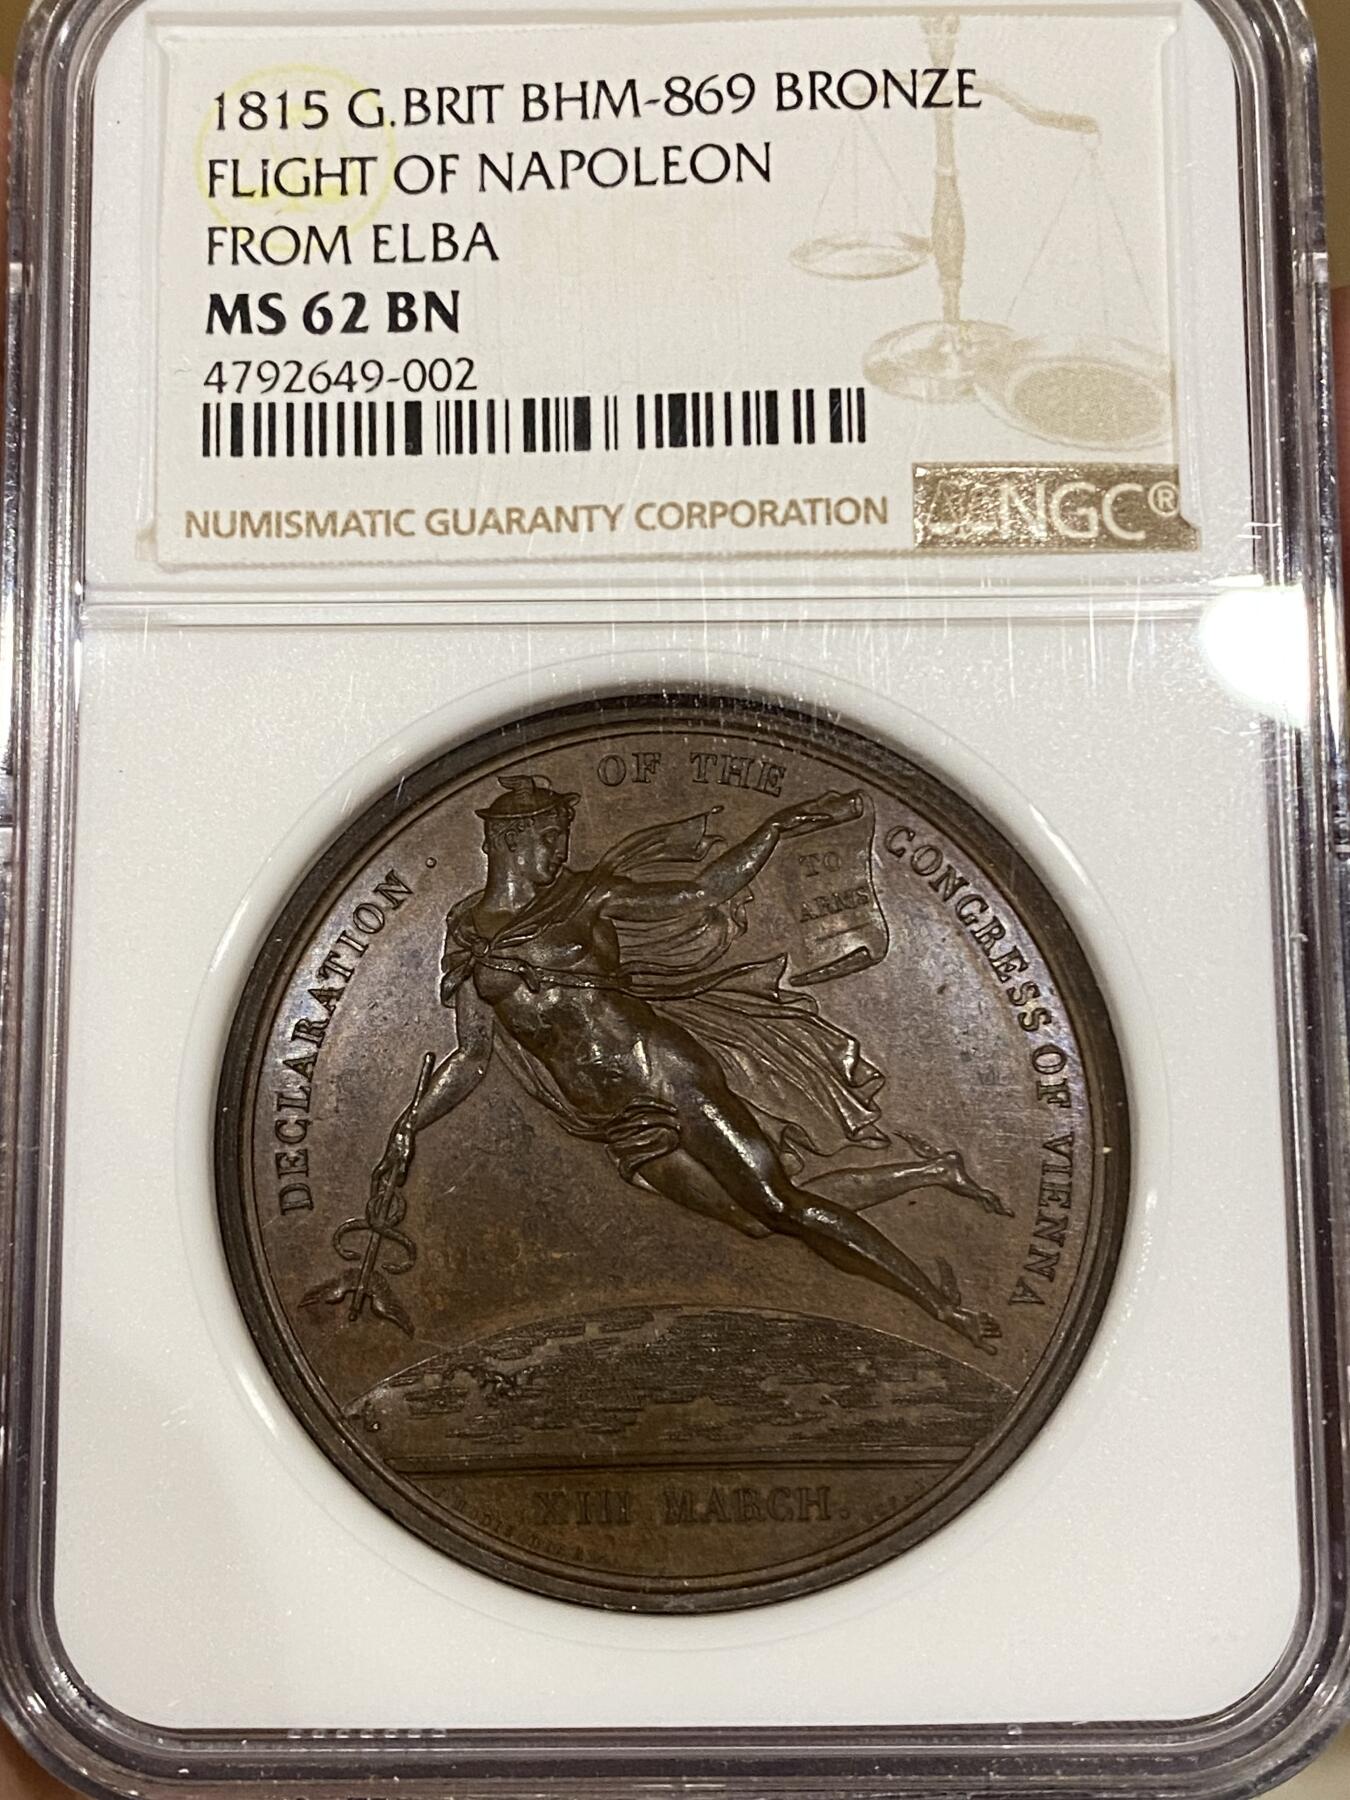 1815 G.BRIT BHM-869 BRONZE
FLiGHT OF NAPOLEON
FROM ELBA
MS 62 BN
4792649-002
NUMISMATIC GUARANTY CORPORATION
NGC®
DECLARATION · OF THE CONGRESS OF VIENNA
TO
ARMS
XIII MARCH.